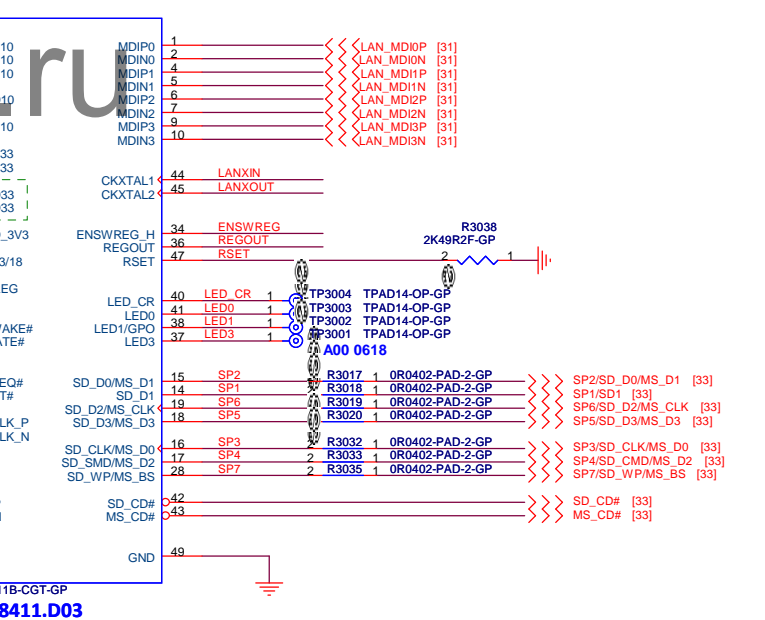 .ru
10 MDIP0 1 LAN_MDI0P [31]
10 MDIN0 2 LAN_MDI0N [31]
10 MDIP1 4 LAN_MDI1P [31]
MDIN1 5 LAN_MDI1N [31]
10 MDIP2 6 LAN_MDI2P [31]
MDIN2 7 LAN_MDI2N [31]
10 MDIP3 9 LAN_MDI3P [31]
MDIN3 10 LAN_MDI3N [31]
33
33
CKXTAL1 44 LANXIN
33 CKXTAL2 45 LANXOUT
33
R3038
_3V3 ENSWREG_H 34 ENSWREG 2K49R2F-GP
REGOUT 36 REGOUT
3/18 RSET 47 RSET 2 1
EG
LED_CR 40 LED_CR 1 TP3004 TPAD14-OP-GP
LED0 41 LED0 1 TP3003 TPAD14-OP-GP
AKE# LED1/GPO 38 LED1 1 TP3002 TPAD14-OP-GP
ATE# LED3 37 LED3 1 TP3001 TPAD14-OP-GP
A00 0618
EQ# SD_D0/MS_D1 15 SP2 R3017 1 0R0402-PAD-2-GP SP2/SD_D0/MS_D1 [33]
T# SD_D1 14 SP1 R3018 1 0R0402-PAD-2-GP SP1/SD1 [33]
SD_D2/MS_CLK 19 SP6 R3019 1 0R0402-PAD-2-GP SP6/SD_D2/MS_CLK [33]
LK_P SD_D3/MS_D3 18 SP5 R3020 1 0R0402-PAD-2-GP SP5/SD_D3/MS_D3 [33]
LK_N
SD_CLK/MS_D0 16 SP3 2 R3032 1 0R0402-PAD-2-GP SP3/SD_CLK/MS_D0 [33]
SD_SMD/MS_D2 17 SP4 2 R3033 1 0R0402-PAD-2-GP SP4/SD_CMD/MS_D2 [33]
SD_WP/MS_BS 28 SP7 2 R3035 1 0R0402-PAD-2-GP SP7/SD_WP/MS_BS [33]
SD_CD# 42 SD_CD# [33]
MS_CD# 43 MS_CD# [33]
GND 49
1B-CGT-GP
8411.D03